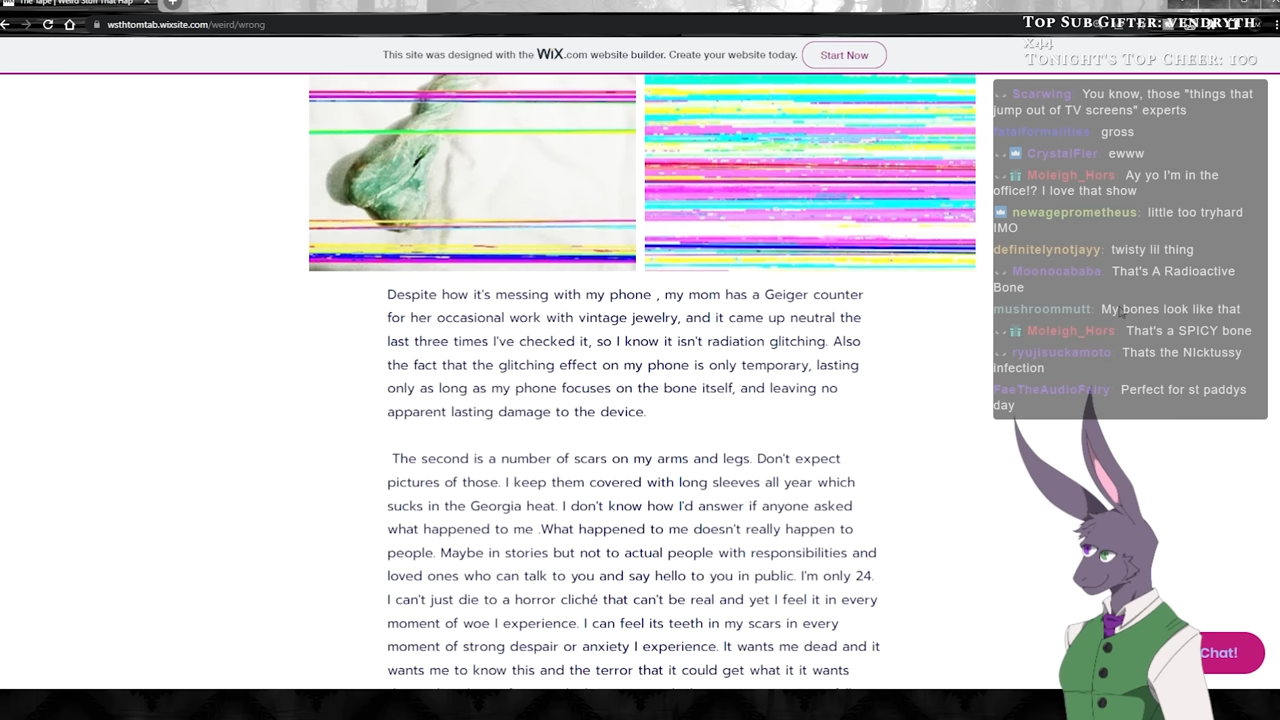 The Tape | Weird Stuff That Hap
wsthtomtab.wixsite.com/weird/wrong
Top Sub Gifter: vendryth
x44
Tonight's Top Cheer: 100
This site was designed with the WiX.com website builder. Create your website today.
Start Now
Scarwing: You know, those "things that
jump out of TV screens" experts
fatalformalities: gross
CrystalFier: ewww
Moleigh_Hors: Ay yo I'm in the
office!? I love that show
newageprometheus: little too tryhard
IMO
definitelynotjayy: twisty lil thing
Moonocababa: That's A Radioactive
Bone
mushroommutt: My bones look like that
Moleigh_Hors: That's a SPICY bone
ryujisuckamoto: Thats the NIcktussy
infection
FaeTheAudioFairy: Perfect for st paddys
day
Despite how it's messing with my phone , my mom has a Geiger counter
for her occasional work with vintage jewelry, and it came up neutral the
last three times I've checked it, so I know it isn't radiation glitching. Also
the fact that the glitching effect on my phone is only temporary, lasting
only as long as my phone focuses on the bone itself, and leaving no
apparent lasting damage to the device.
The second is a number of scars on my arms and legs. Don't expect
pictures of those. I keep them covered with long sleeves all year which
sucks in the Georgia heat. I don't know how I'd answer if anyone asked
what happened to me .What happened to me doesn't really happen to
people. Maybe in stories but not to actual people with responsibilities and
loved ones who can talk to you and say hello to you in public. I'm only 24.
I can't just die to a horror cliché that can't be real and yet I feel it in every
moment of woe I experience. I can feel its teeth in my scars in every
moment of strong despair or anxiety I experience. It wants me dead and it
wants me to know this and the terror that it could get what it it wants
Chat!